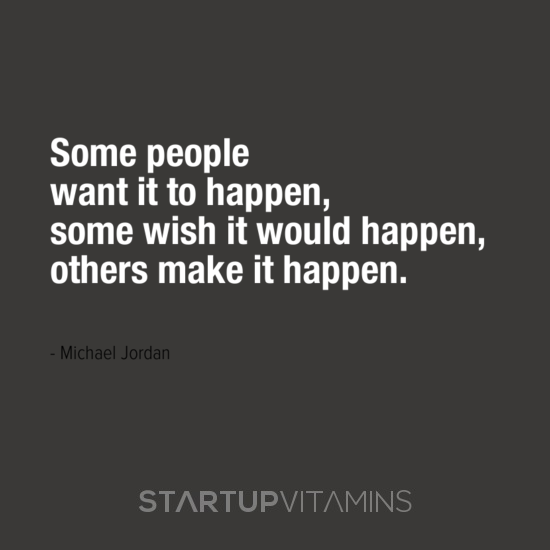 Some people
want it to happen,
some wish it would happen,
others make it happen.
- Michael Jordan
STARTUPVITAMINS